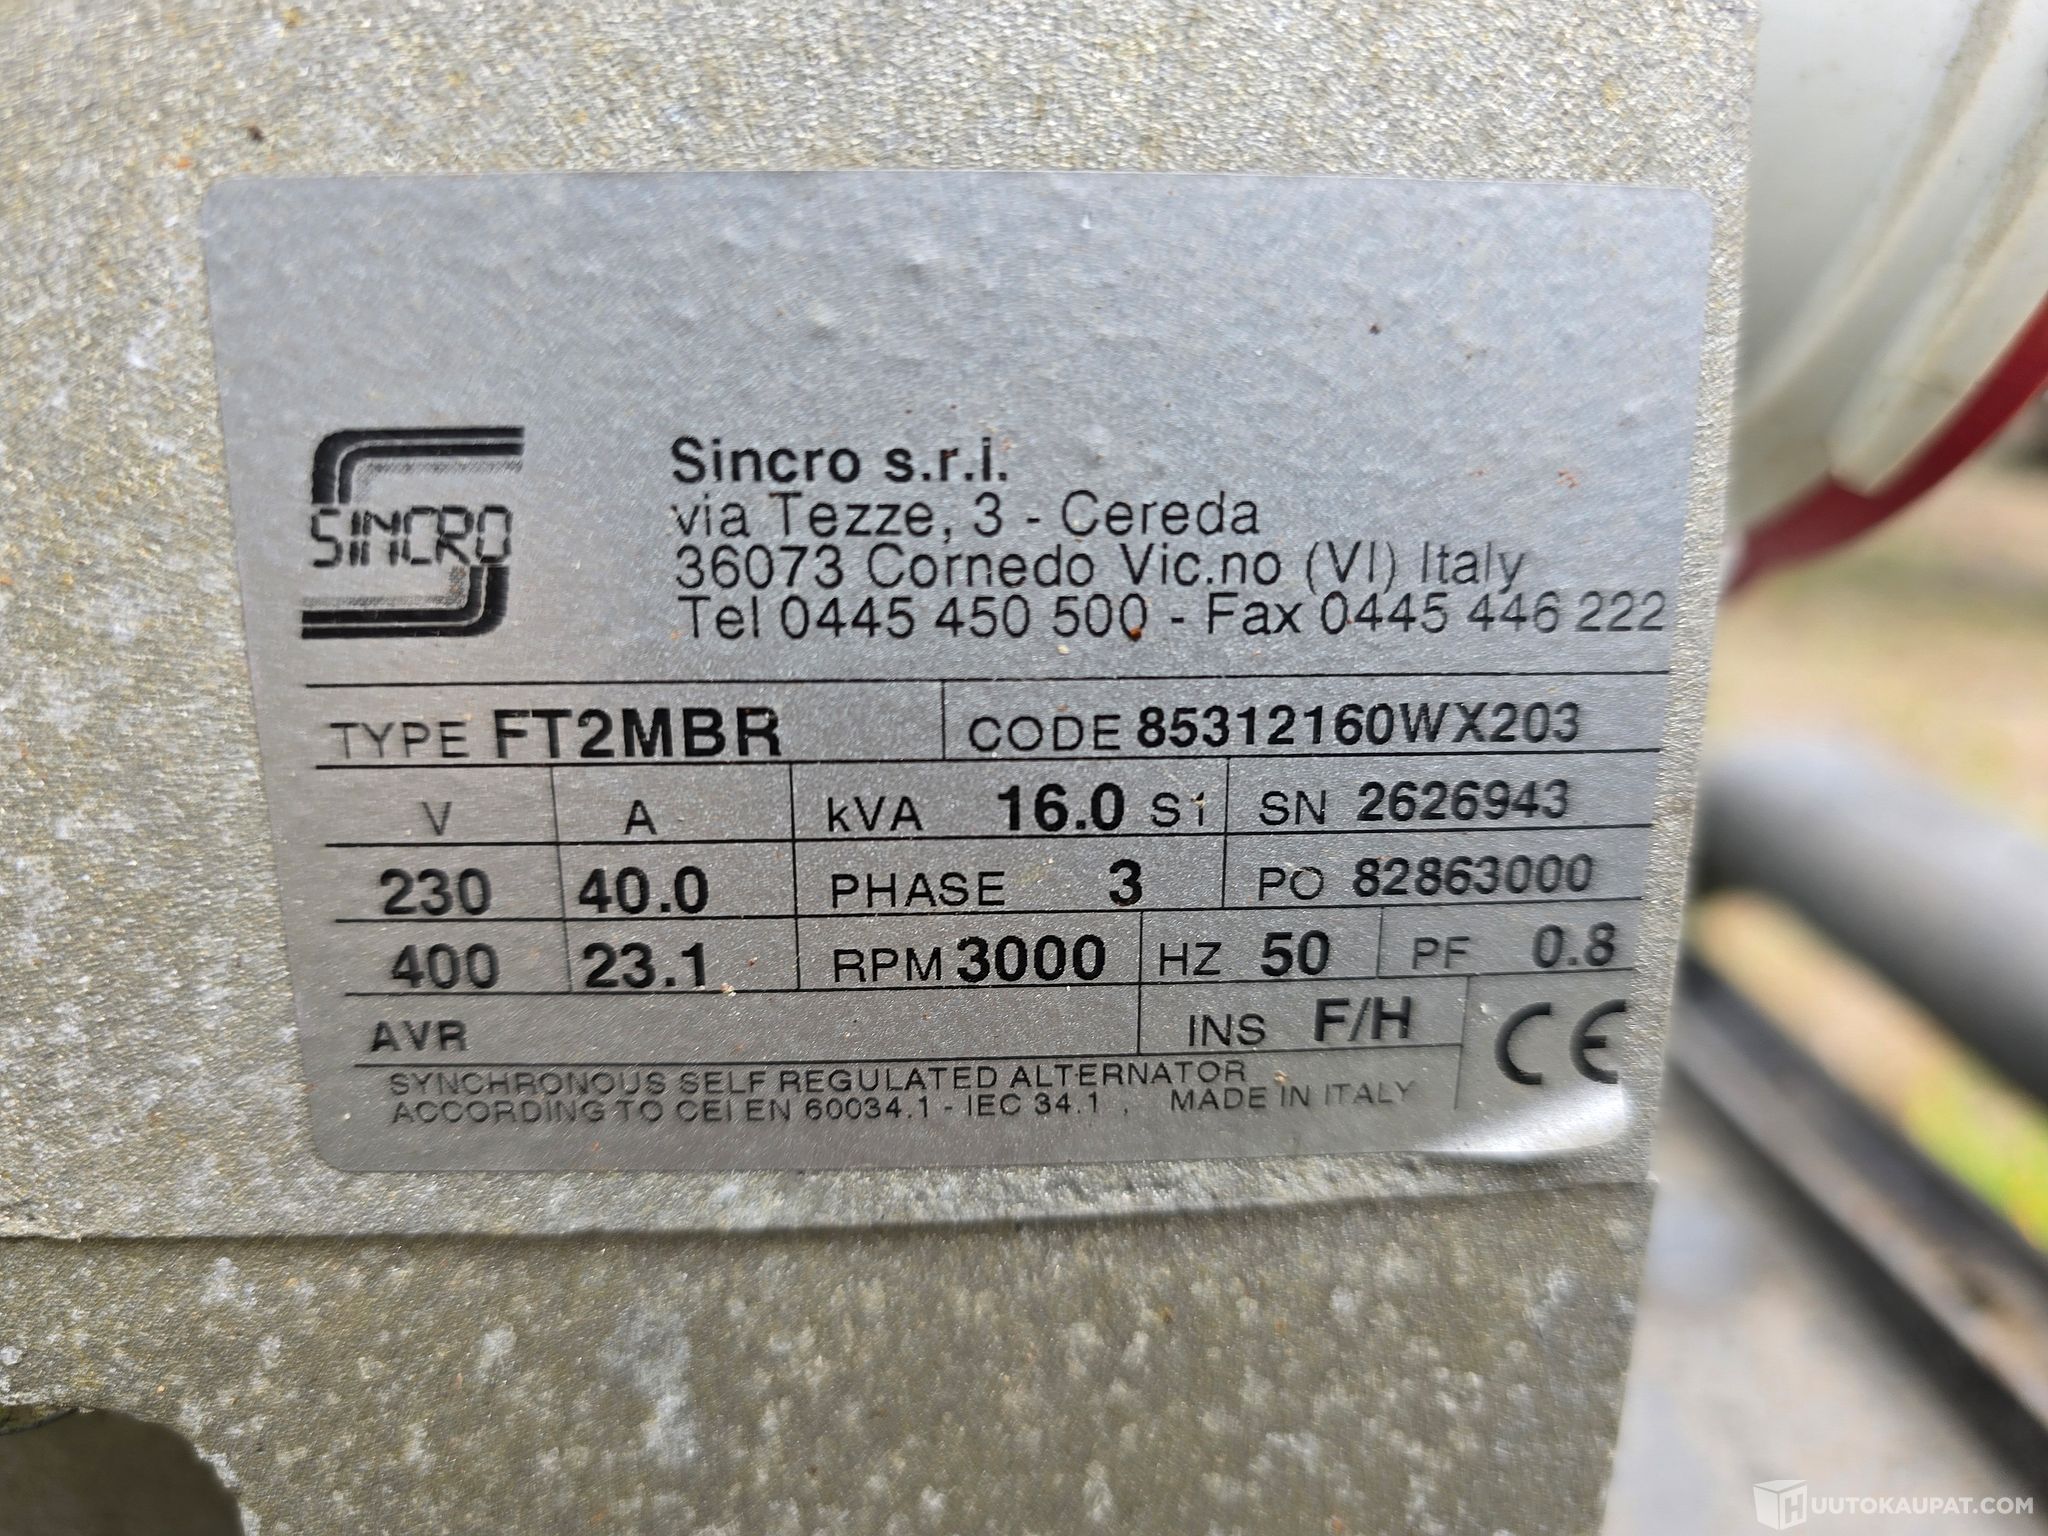 SINCRO
Sincro s.r.l.
via Tezze, 3 - Cereda
36073 Cornedo Vic.no (VI) Italy
Tel 0445 450 500 - Fax 0445 446 222
TYPE FT2MBR CODE 85312160WX203
V A kVA 16.0 S1 SN 2626943
230 40.0 PHASE 3 PO 82863000
400 23.1 RPM 3000 HZ 50 PF 0.8
AVR INS F/H CE
SYNCHRONOUS SELF REGULATED ALTERNATOR
ACCORDING TO CEI EN 60034.1 - IEC 34.1 . MADE IN ITALY
HUUTOKAUPAT.COM